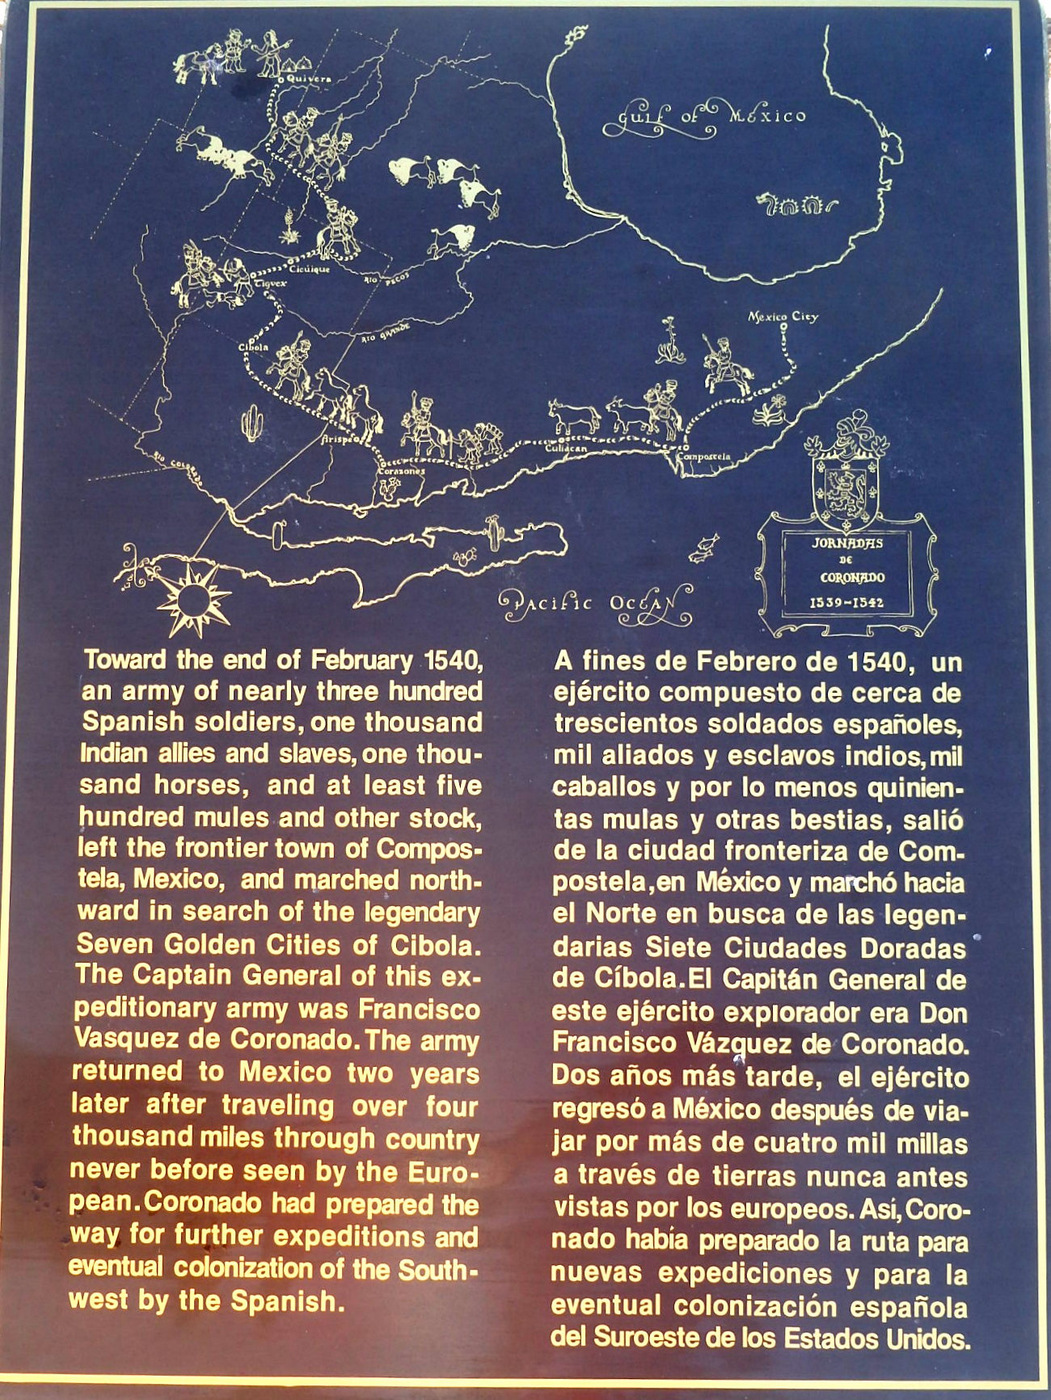 Quivera
Gulf of Mexico
Cicúique
Tiguex
Rio Pecos
Mexico City
Rio Grande
Cibola
Arispe
Culiacan
Compostela
Corazones
JORNADAS
DE
CORONADO
1539-1542
Pacific Ocean
Toward the end of February 1540,
an army of nearly three hundred
Spanish soldiers, one thousand
Indian allies and slaves, one thou-
sand horses, and at least five
hundred mules and other stock,
left the frontier town of Compos-
tela, Mexico, and marched north-
ward in search of the legendary
Seven Golden Cities of Cibola.
The Captain General of this ex-
peditionary army was Francisco
Vasquez de Coronado. The army
returned to Mexico two years
later after traveling over four
thousand miles through country
never before seen by the Euro-
pean. Coronado had prepared the
way for further expeditions and
eventual colonization of the South-
west by the Spanish.
A fines de Febrero de 1540, un
ejército compuesto de cerca de
trescientos soldados españoles,
mil aliados y esclavos indios, mil
caballos y por lo menos quinien-
tas mulas y otras bestias, salió
de la ciudad fronteriza de Com-
postela, en México y marchó hacia
el Norte en busca de las legen-
darias Siete Ciudades Doradas
de Cíbola. El Capitán General de
este ejército explorador era Don
Francisco Vázquez de Coronado.
Dos años más tarde, el ejército
regresó a México después de via-
jar por más de cuatro mil millas
a través de tierras nunca antes
vistas por los europeos. Así, Coro-
nado había preparado la ruta para
nuevas expediciones y para la
eventual colonización española
del Suroeste de los Estados Unidos.